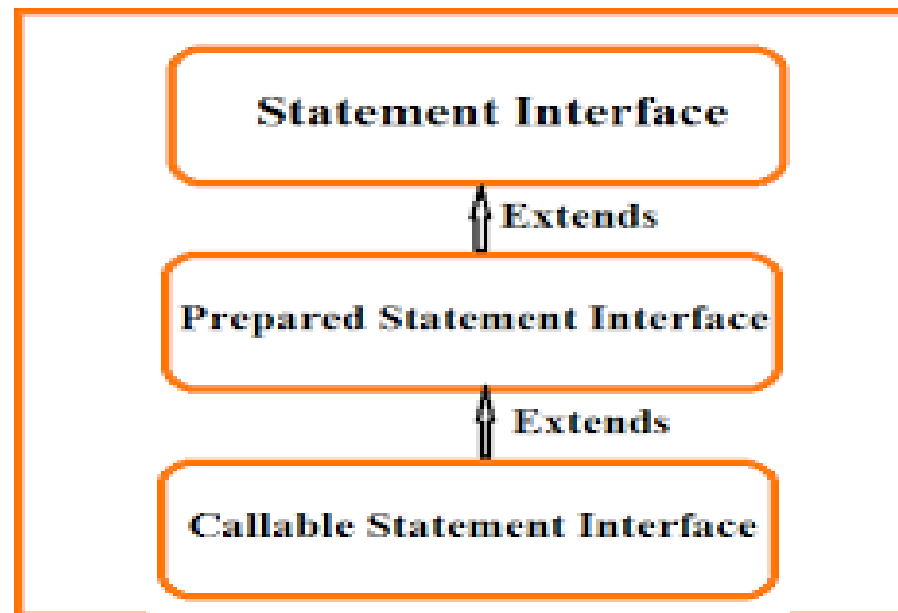 Statement Interface
Extends
Prepared Statement Interface
Extends
Callable Statement Interface